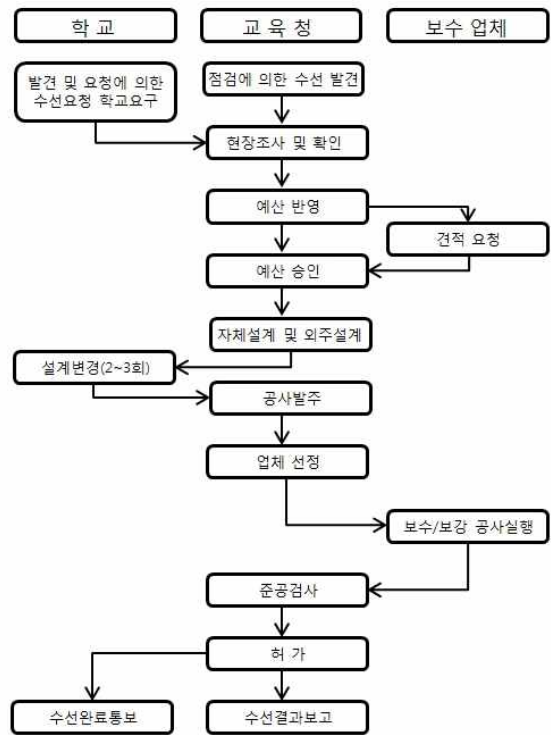 학 교
교 육 청
보수 업체
발견 및 요청에 의한
수선요청 학교요구
점검에 의한 수선 발견
현장조사 및 확인
예산 반영
견적 요청
예산 승인
자체설계 및 외주설계
설계변경(2~3회)
공사발주
업체 선정
보수/보강 공사실행
준공검사
허 가
수선완료통보
수선결과보고